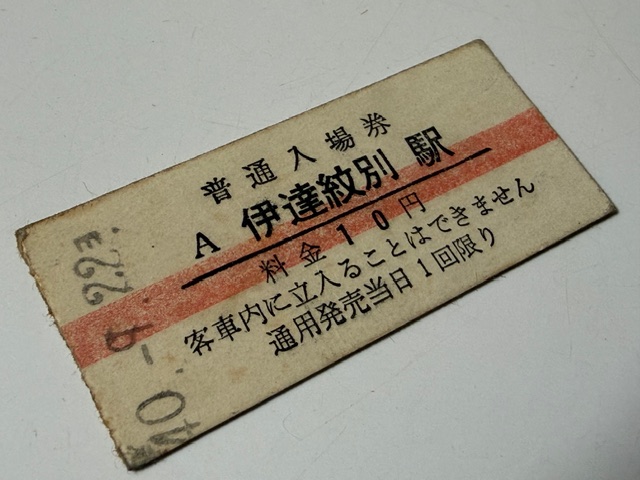 普通入場券
A 伊達紋別駅
料金10円
客車内に立入ることはできません
通用発売当日1回限り